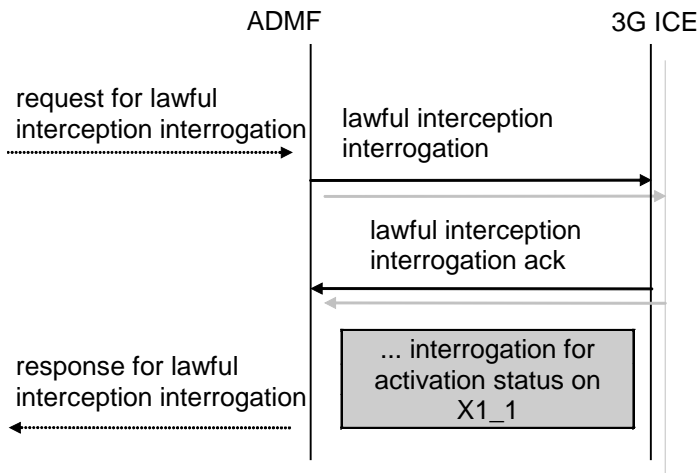 ADMF
3G ICE
request for lawful
interception interrogation
lawful interception
interrogation
lawful interception
interrogation ack
... interrogation for
activation status on
X1_1
response for lawful
interception interrogation